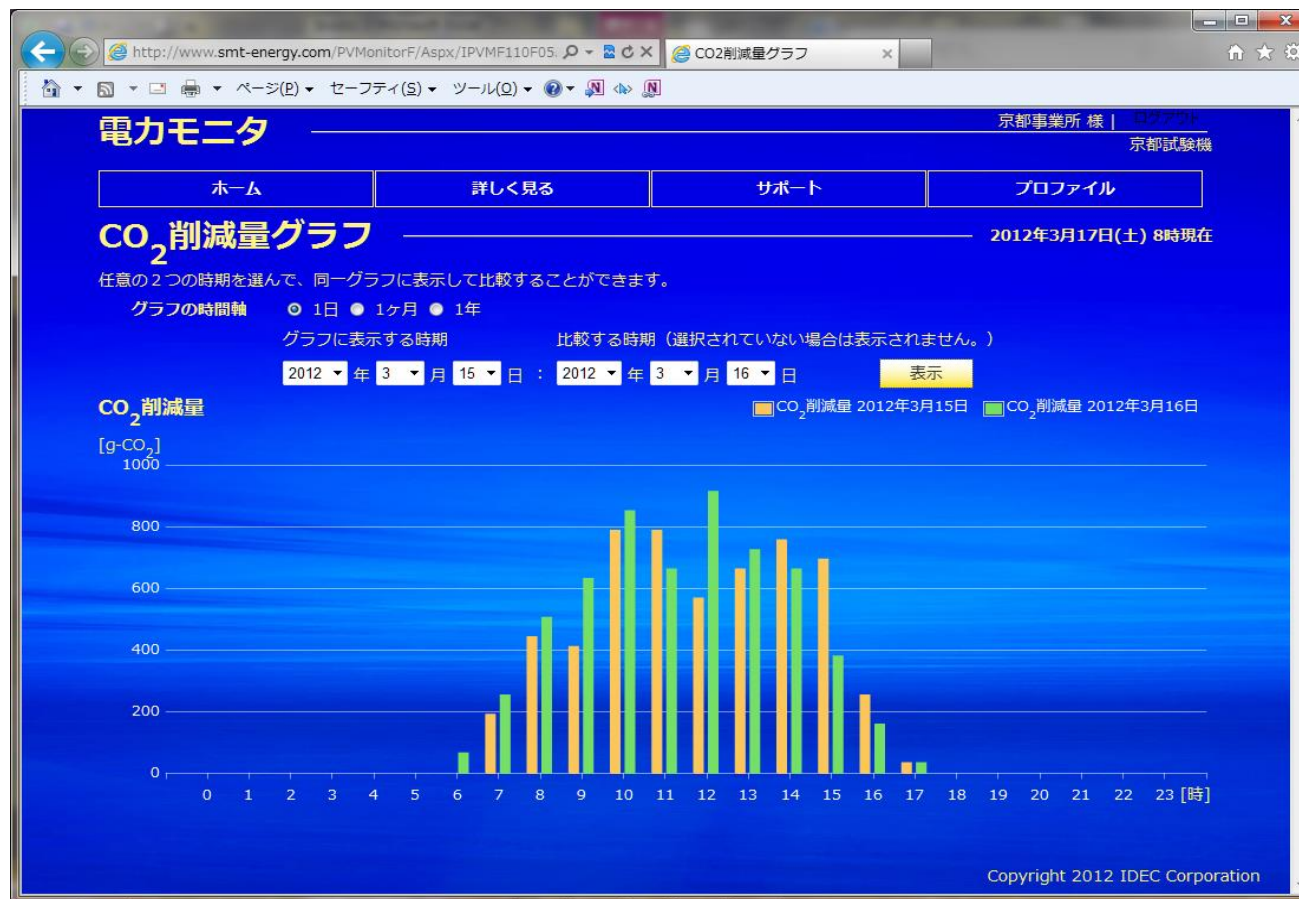 http://www.smt-energy.com/PVMonitorF/Aspx/IPVMF110F05. CO2削減量グラフ
ページ(P) セーフティ(S) ツール(O)
電力モニタ 京都事業所 様 | ログアウト
京都試験機
ホーム 詳しく見る サポート プロファイル
CO2削減量グラフ 2012年3月17日(土) 8時現在
任意の2つの時期を選んで、同一グラフに表示して比較することができます。
グラフの時間軸 1日 1ヶ月 1年
グラフに表示する時期 比較する時期（選択されていない場合は表示されません。）
2012 年 3 月 15 日 : 2012 年 3 月 16 日 表示
CO2削減量 CO2削減量 2012年3月15日 CO2削減量 2012年3月16日
[g-CO2]
1000
800
600
400
200
0
0 1 2 3 4 5 6 7 8 9 10 11 12 13 14 15 16 17 18 19 20 21 22 23 [時]
Copyright 2012 IDEC Corporation